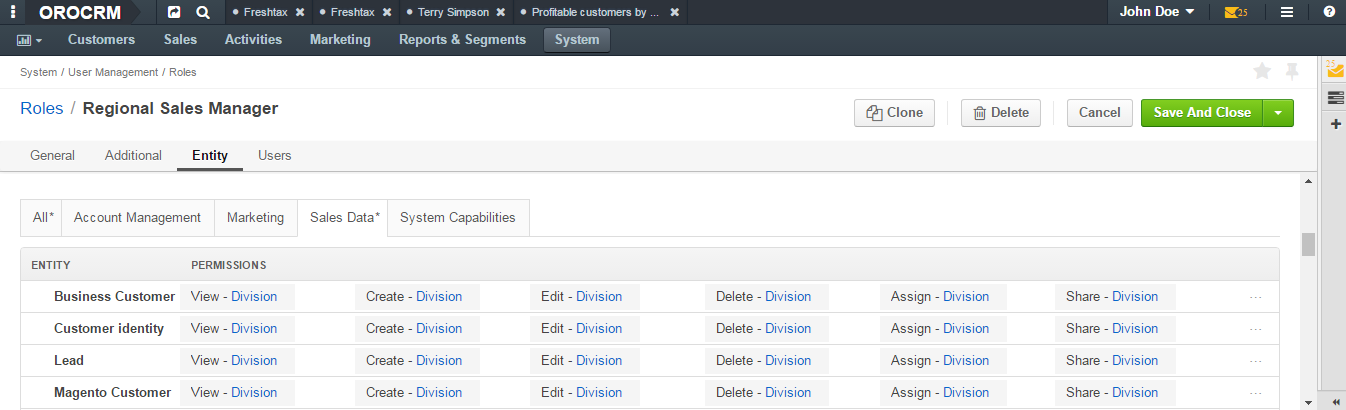 OROCRM Freshtax Freshtax Terry Simpson Profitable customers by ... John Doe 25
Customers Sales Activities Marketing Reports & Segments System
System / User Management / Roles
25
Roles / Regional Sales Manager Clone Delete Cancel Save And Close
General Additional Entity Users
All* Account Management Marketing Sales Data* System Capabilities
ENTITY PERMISSIONS
Business Customer View - Division Create - Division Edit - Division Delete - Division Assign - Division Share - Division ...
Customer identity View - Division Create - Division Edit - Division Delete - Division Assign - Division Share - Division ...
Lead View - Division Create - Division Edit - Division Delete - Division Assign - Division Share - Division ...
Magento Customer View - Division Create - Division Edit - Division Delete - Division Assign - Division Share - Division ...